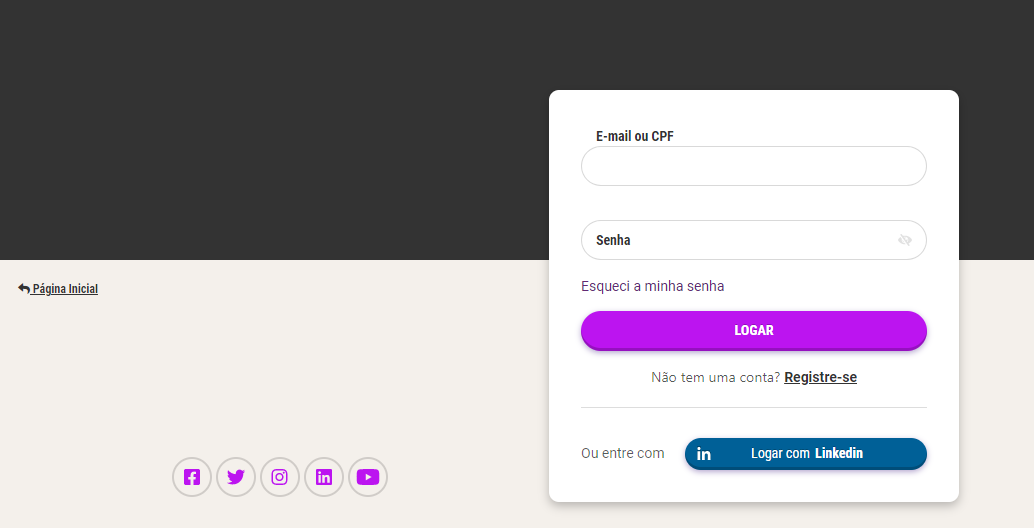 E-mail ou CPF
Senha
Página Inicial
Esqueci a minha senha
LOGAR
Não tem uma conta? Registre-se
Ou entre com
in Logar com Linkedin